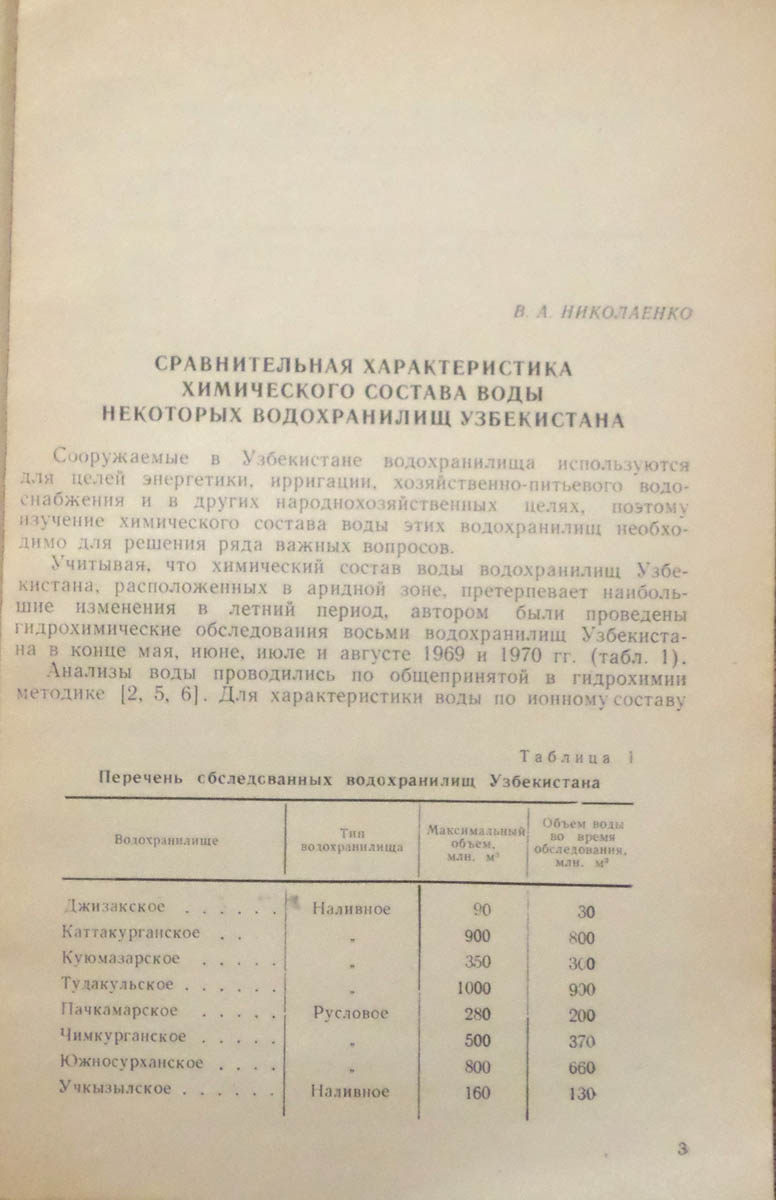 В. А. НИКОЛАЕНКО
СРАВНИТЕЛЬНАЯ ХАРАКТЕРИСТИКА
ХИМИЧЕСКОГО СОСТАВА ВОДЫ
НЕКОТОРЫХ ВОДОХРАНИЛИЩ УЗБЕКИСТАНА
Сооружаемые в Узбекистане водохранилища используются
для целей энергетики, ирригации, хозяйственно-питьевого водо-
снабжения и в других народнохозяйственных целях, поэтому
изучение химического состава воды этих водохранилищ необхо-
димо для решения ряда важных вопросов.
Учитывая, что химический состав воды водохранилищ Узбе-
кистана, расположенных в аридной зоне, претерпевает наиболь-
шие изменения в летний период, автором были проведены
гидрохимические обследования восьми водохранилищ Узбекиста-
на в конце мая, июне, июле и августе 1969 и 1970 гг. (табл. 1).
Анализы воды проводились по общепринятой в гидрохимии
методике [2, 5, 6]. Для характеристики воды по ионному составу
Таблица 1
Перечень обследованных водохранилищ Узбекистана
Водохранилище Тип водохранилища Максимальный объем, млн. м³ Объем воды во время обследования, млн. м³
Джизакское . . . . . . Наливное 90 30
Каттакурганское . . „ 900 800
Куюмазарское . . . . . „ 350 300
Тудакульское . . . . . . „ 1000 900
Пачкамарское . . . . . Русловое 280 200
Чимкурганское . . . . . „ 500 370
Южносурханское . . . . „ 800 660
Учкызылское . . . . . . Наливное 160 130
3